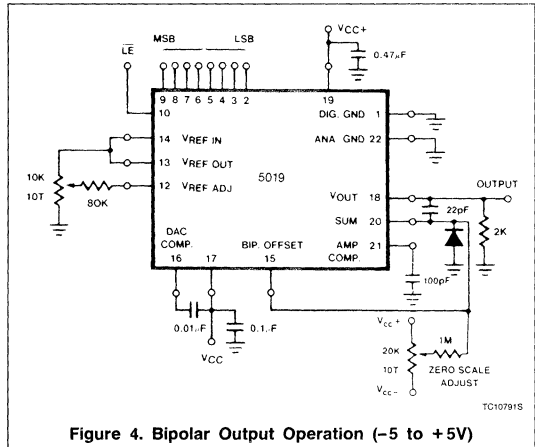 VCC+
0.47µF
MSB LSB
LE
9 8 7 6 5 4 3 2
19
10
DIG. GND 1
ANA GND 22
14 VREF IN
13 VREF OUT
12 VREF ADJ
5019
10K
10T
80K
VOUT 18
OUTPUT
22pF
SUM 20
2K
AMP COMP. 21
DAC COMP.
BIP. OFFSET
16 17 15
100pF
0.01µF
0.1µF
VCC
VCC+
20K
10T
1M
ZERO SCALE
ADJUST
VCC-
TC10791S
Figure 4. Bipolar Output Operation (−5 to +5V)